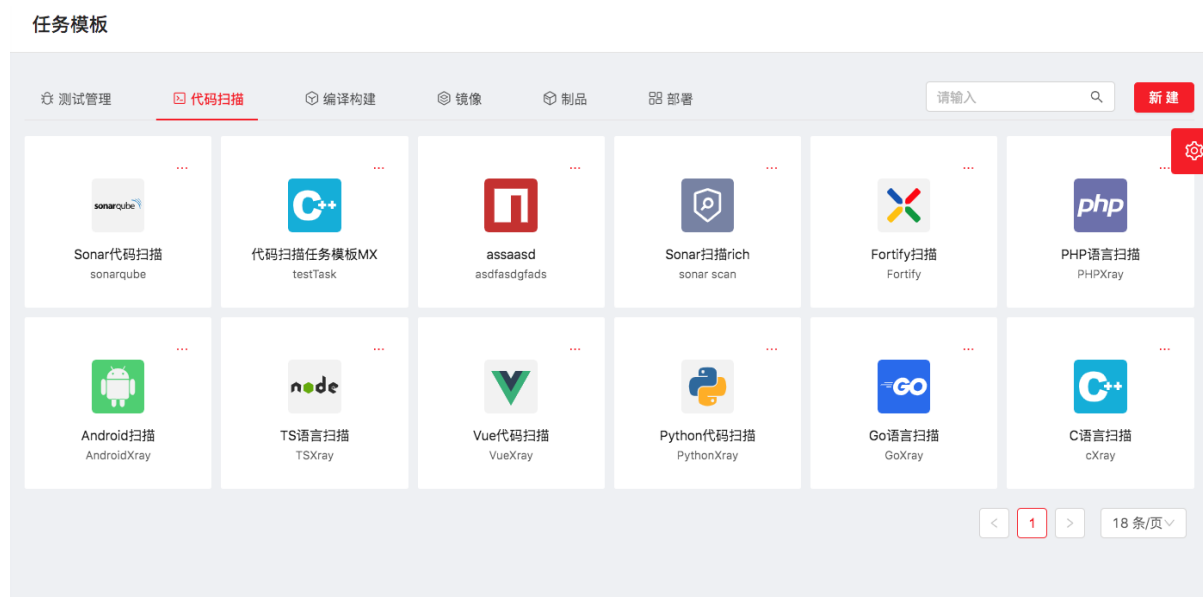 任务模板
测试管理 代码扫描 编译构建 镜像 制品 部署 请输入 新建
... ... ... ... ... ...
sonarqube C++ php
Sonar代码扫描 代码扫描任务模板MX assaasd Sonar扫描rich Fortify扫描 PHP语言扫描
sonarqube testTask asdfasdgfads sonar scan Fortify PHPXray
... ... ... ... ... ...
node GO C++
Android扫描 TS语言扫描 Vue代码扫描 Python代码扫描 Go语言扫描 C语言扫描
AndroidXray TSXray VueXray PythonXray GoXray cXray
< 1 > 18 条/页